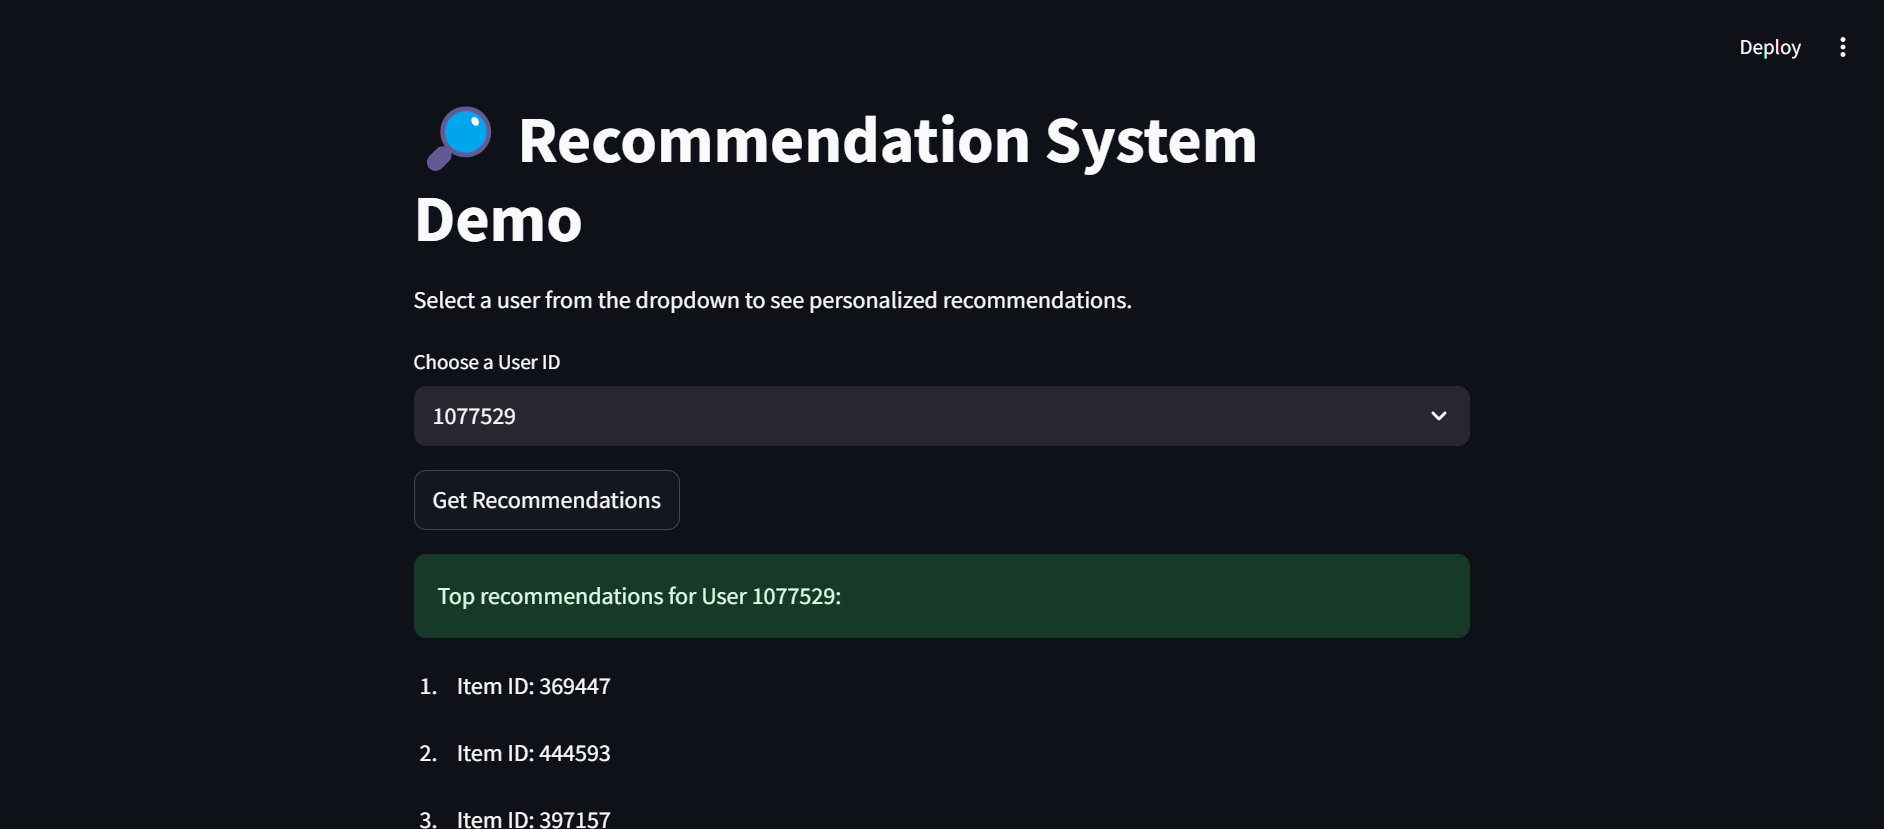 Deploy
Recommendation System
Demo
Select a user from the dropdown to see personalized recommendations.
Choose a User ID
1077529
Get Recommendations
Top recommendations for User 1077529:
1. Item ID: 369447
2. Item ID: 444593
3. Item ID: 397157